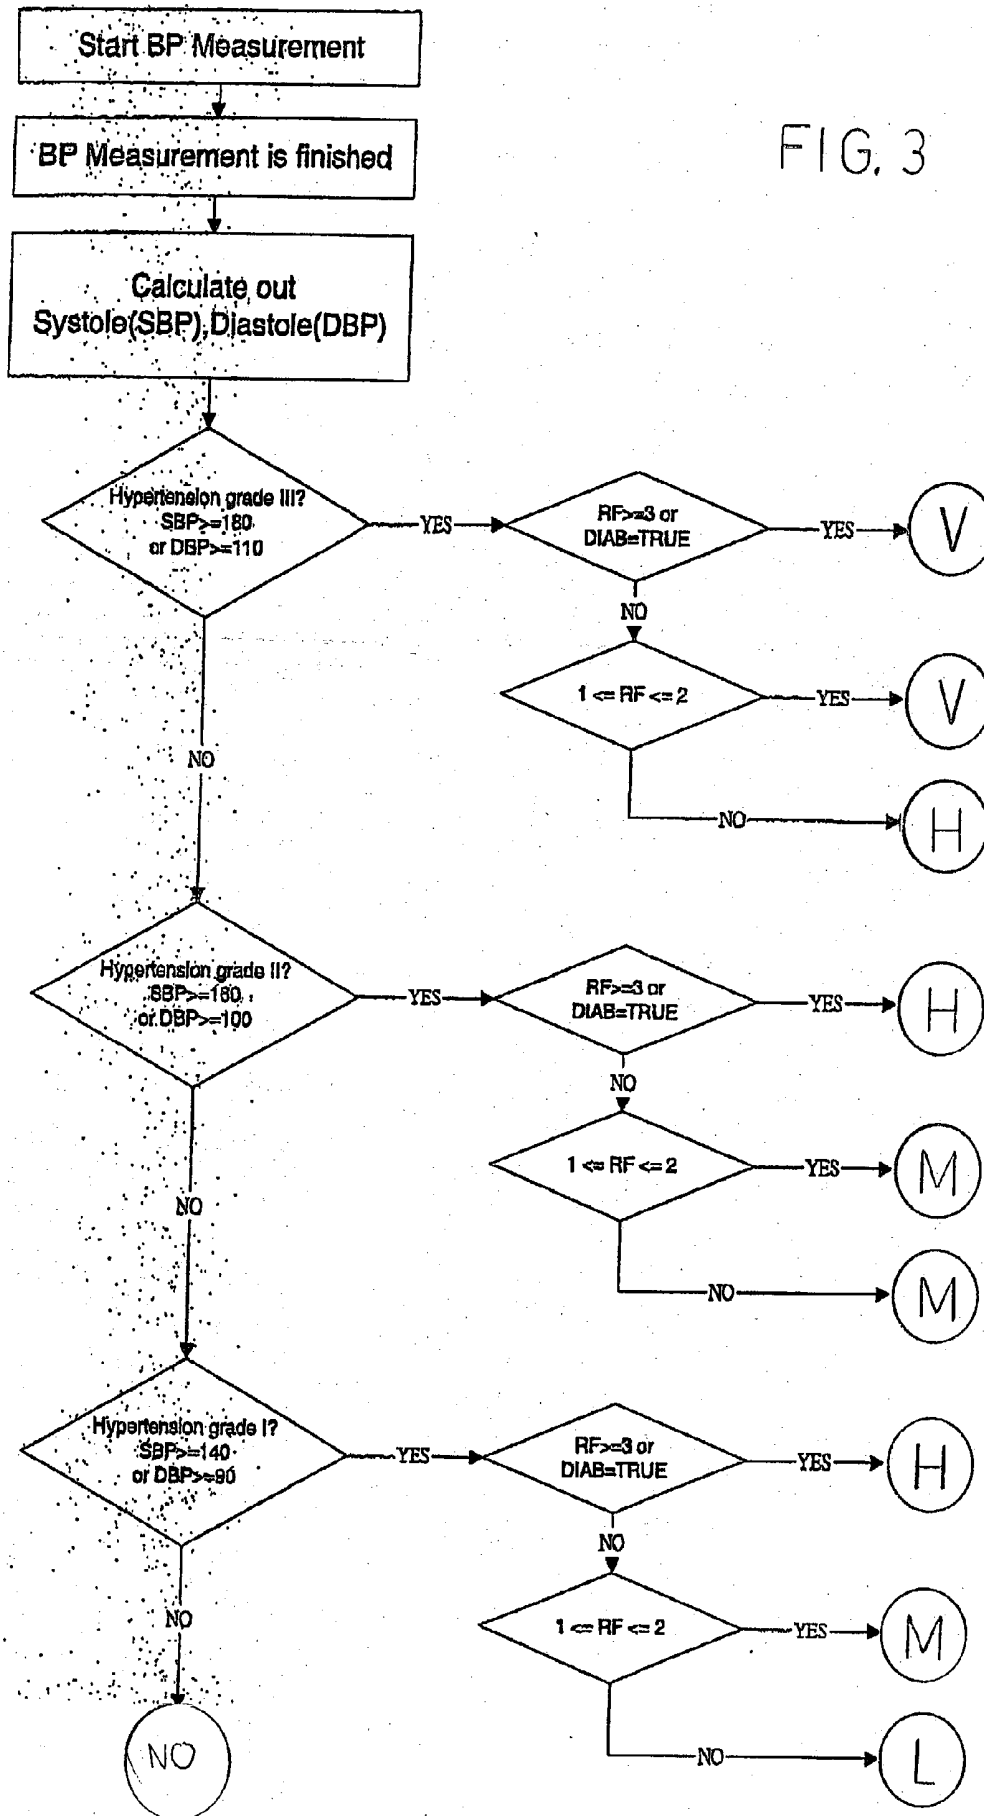 Start BP Measurement
FIG. 3
BP Measurement is finished
Calculate out
Systole(SBP),Diastole(DBP)
Hypertension grade III?
SBP>=180
or DBP>=110
YES
RF>=3 or
DIAB=TRUE
YES
V
NO
1 <= RF <= 2
YES
V
NO
NO
H
Hypertension grade II?
SBP>=160
or DBP>=100
YES
RF>=3 or
DIAB=TRUE
YES
H
NO
1 <= RF <= 2
YES
M
NO
NO
M
Hypertension grade I?
SBP>=140
or DBP>=90
YES
RF>=3 or
DIAB=TRUE
YES
H
NO
1 <= RF <= 2
YES
M
NO
NO
L
NO